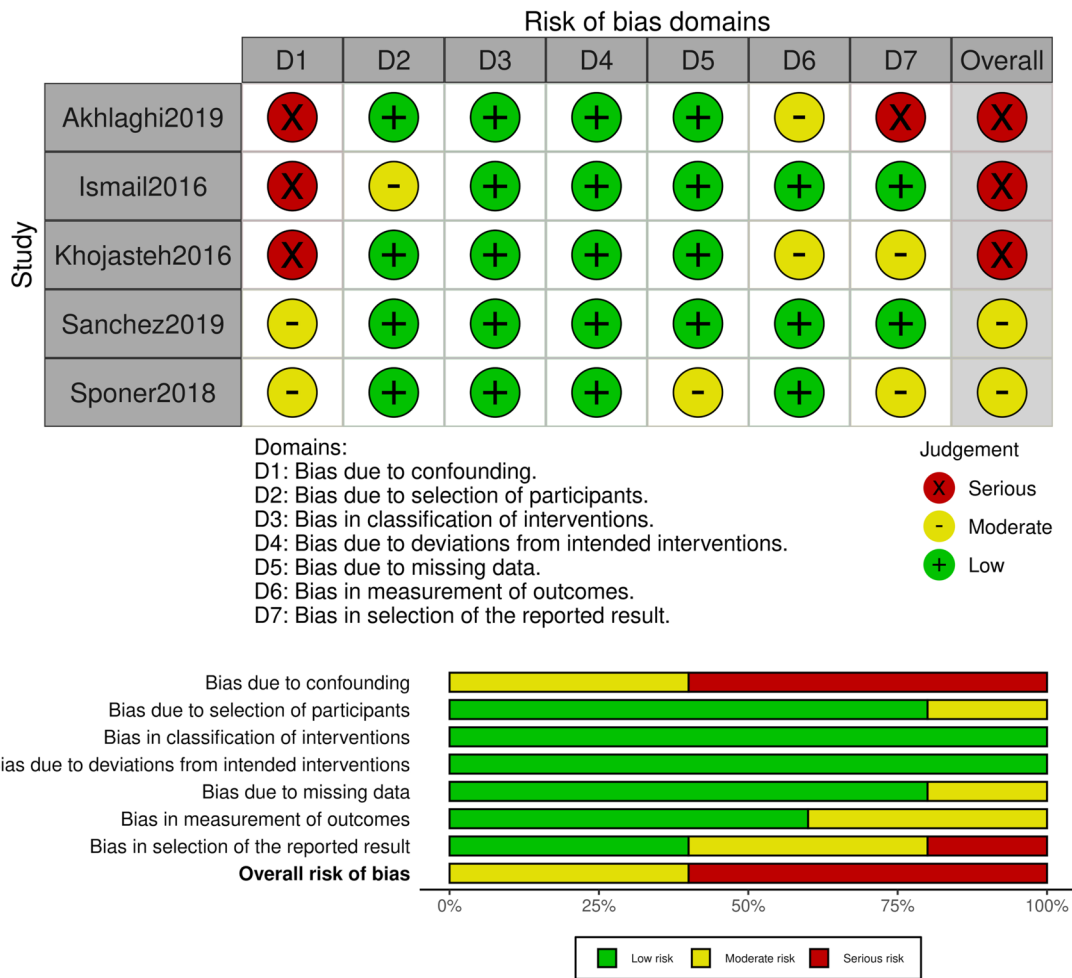 Risk of bias domains
D1 D2 D3 D4 D5 D6 D7 Overall
Study
Akhlaghi2019 X + + + + - X X
Ismail2016 X - + + + + + X
Khojasteh2016 X + + + + - - X
Sanchez2019 - + + + + + + -
Sponer2018 - + + + - + - -
Domains:
D1: Bias due to confounding.
D2: Bias due to selection of participants.
D3: Bias in classification of interventions.
D4: Bias due to deviations from intended interventions.
D5: Bias due to missing data.
D6: Bias in measurement of outcomes.
D7: Bias in selection of the reported result.
Judgement
X Serious
- Moderate
+ Low
Bias due to confounding
Bias due to selection of participants
Bias in classification of interventions
ias due to deviations from intended interventions
Bias due to missing data
Bias in measurement of outcomes
Bias in selection of the reported result
Overall risk of bias
0% 25% 50% 75% 100%
Low risk Moderate risk Serious risk